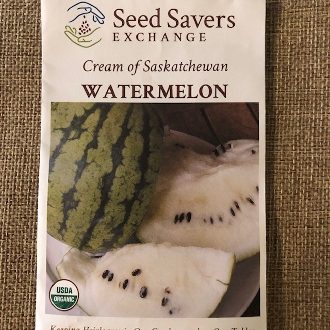 Seed Savers
EXCHANGE
Cream of Saskatchewan
WATERMELON
USDA
ORGANIC